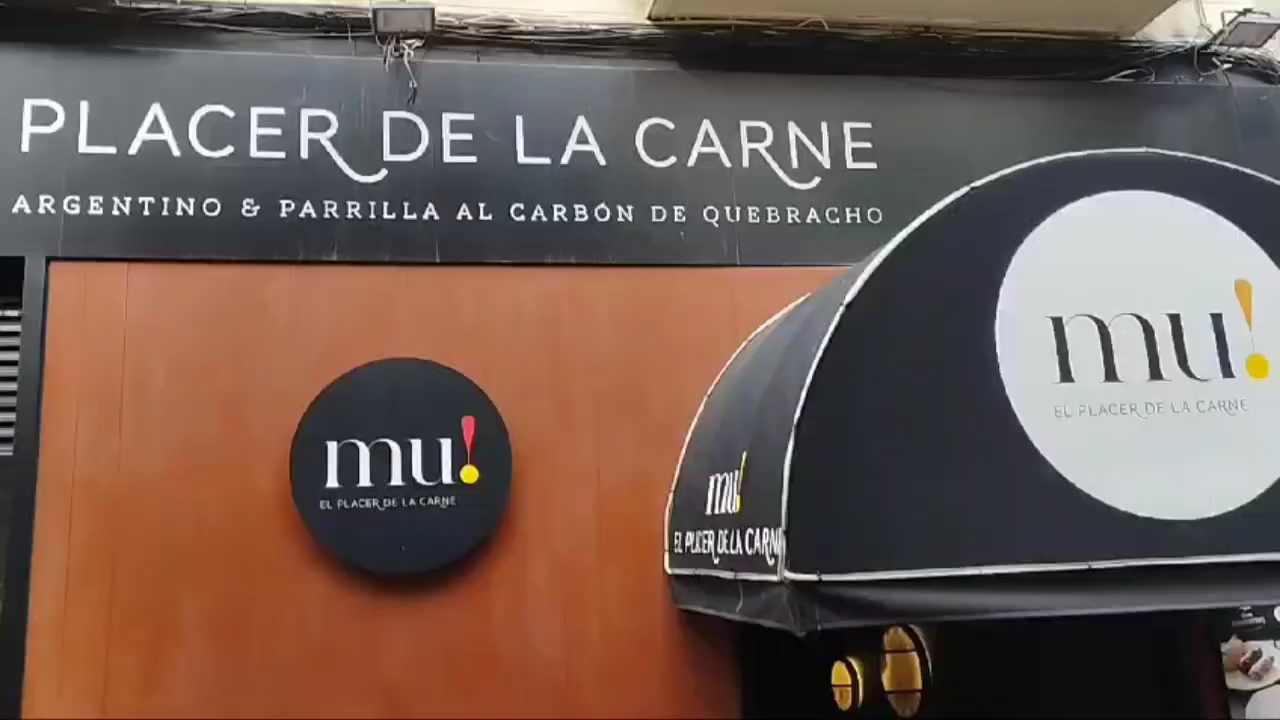 PLACER DE LA CARNE
ARGENTINO & PARRILLA AL CARBÓN DE QUEBRACHO
mu!
EL PLACER DE LA CARNE
mu!
EL PLACER DE LA CARNE
mu!
EL PLACER DE LA CARNE